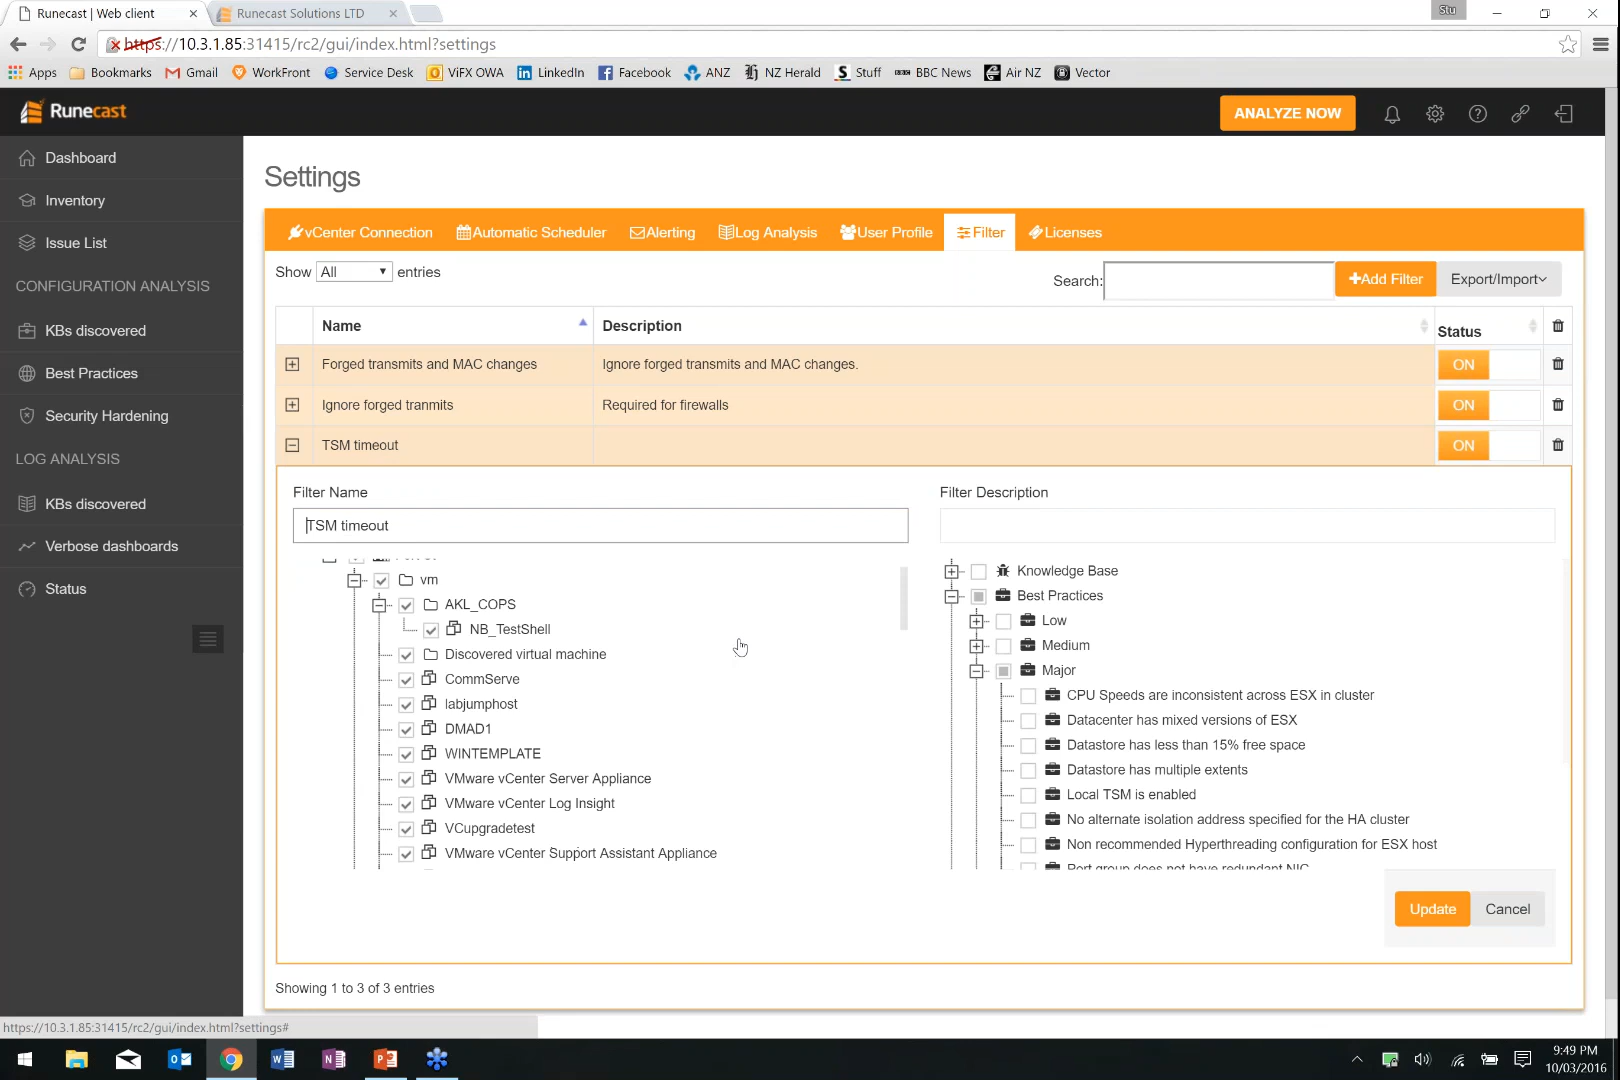 Runecast | Web client
Runecast Solutions LTD
Stu
https://10.3.1.85:31415/rc2/gui/index.html?settings
Apps Bookmarks Gmail WorkFront Service Desk ViFX OWA LinkedIn Facebook ANZ NZ Herald Stuff BBC News Air NZ Vector
Runecast
ANALYZE NOW
Dashboard
Inventory
Issue List
CONFIGURATION ANALYSIS
KBs discovered
Best Practices
Security Hardening
LOG ANALYSIS
KBs discovered
Verbose dashboards
Status
Settings
vCenter Connection Automatic Scheduler Alerting Log Analysis User Profile Filter Licenses
Show All entries
Search:
+Add Filter
Export/Import
Name Description Status
Forged transmits and MAC changes Ignore forged transmits and MAC changes. ON
Ignore forged tranmits Required for firewalls ON
TSM timeout ON
Filter Name
TSM timeout
vm
AKL_COPS
NB_TestShell
Discovered virtual machine
CommServe
labjumphost
DMAD1
WINTEMPLATE
VMware vCenter Server Appliance
VMware vCenter Log Insight
VCupgradetest
VMware vCenter Support Assistant Appliance
Filter Description
Knowledge Base
Best Practices
Low
Medium
Major
CPU Speeds are inconsistent across ESX in cluster
Datacenter has mixed versions of ESX
Datastore has less than 15% free space
Datastore has multiple extents
Local TSM is enabled
No alternate isolation address specified for the HA cluster
Non recommended Hyperthreading configuration for ESX host
Port group does not have redundant NIC
Update Cancel
Showing 1 to 3 of 3 entries
https://10.3.1.85:31415/rc2/gui/index.html?settings#
9:49 PM
10/03/2016